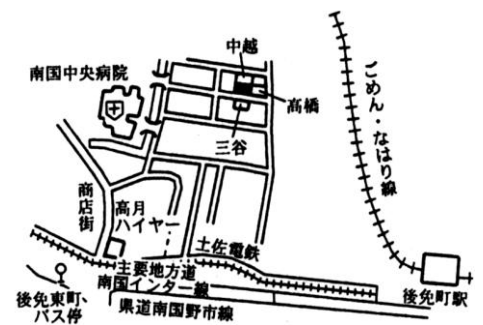 中越
南国中央病院
高橋
三谷
ごめん・なはり線
商店街
高月
ハイヤー
土佐電鉄
主要地方道
南国インター線
県道南国野市線
後免東町、
バス停
後免町駅